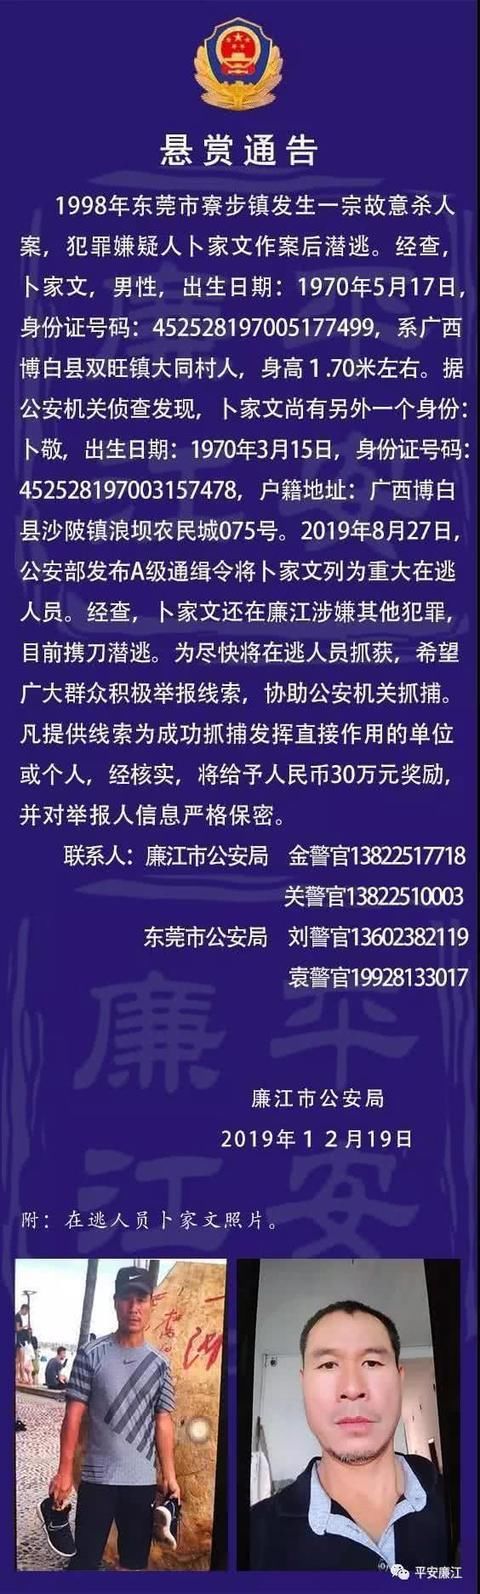 悬赏通告
1998年东莞市寮步镇发生一宗故意杀人
案，犯罪嫌疑人卜家文作案后潜逃。经查，
卜家文，男性，出生日期：1970年5月17日，
身份证号码：452528197005177499，系广西
博白县双旺镇大同村人，身高1.70米左右。据
公安机关侦查发现，卜家文尚有另外一个身份：
卜敬，出生日期：1970年3月15日，身份证号码：
452528197003157478，户籍地址：广西博白
县沙陂镇浪坝农民城075号。2019年8月27日，
公安部发布A级通缉令将卜家文列为重大在逃
人员。经查，卜家文还在廉江涉嫌其他犯罪，
目前携刀潜逃。为尽快将在逃人员抓获，希望
广大群众积极举报线索，协助公安机关抓捕。
凡提供线索为成功抓捕发挥直接作用的单位
或个人，经核实，将给予人民币30万元奖励，
并对举报人信息严格保密。
联系人：廉江市公安局 金警官13822517718
关警官13822510003
东莞市公安局 刘警官13602382119
袁警官19928133017
廉江市公安局
2019年12月19日
附：在逃人员卜家文照片。
平安廉江